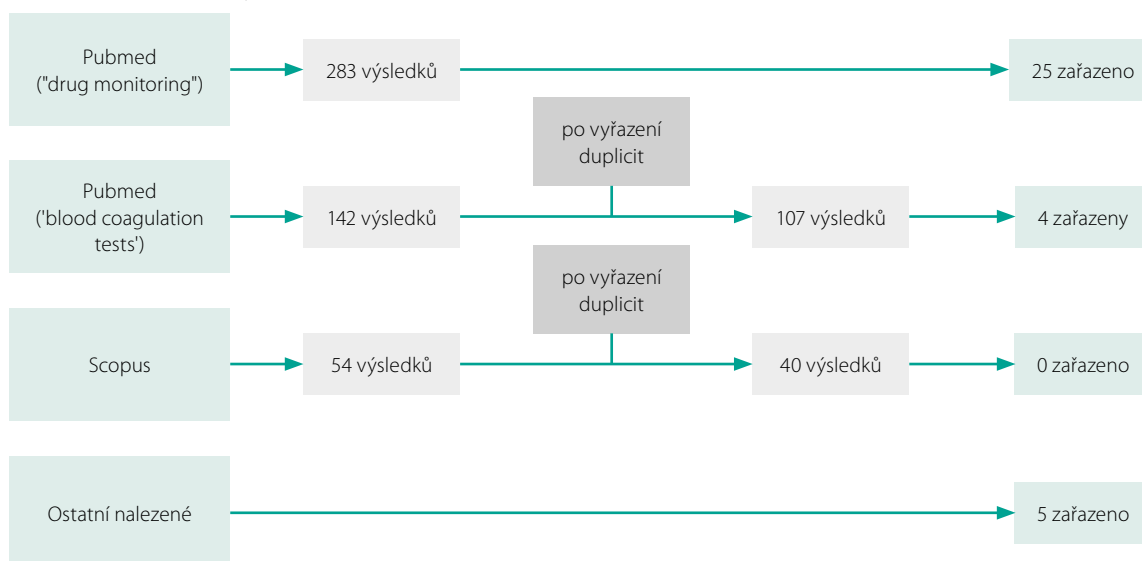 Pubmed
("drug monitoring")
283 výsledků
25 zařazeno
po vyřazení
duplicit
Pubmed
('blood coagulation
tests')
142 výsledků
107 výsledků
4 zařazeny
po vyřazení
duplicit
Scopus
54 výsledků
40 výsledků
0 zařazeno
Ostatní nalezené
5 zařazeno